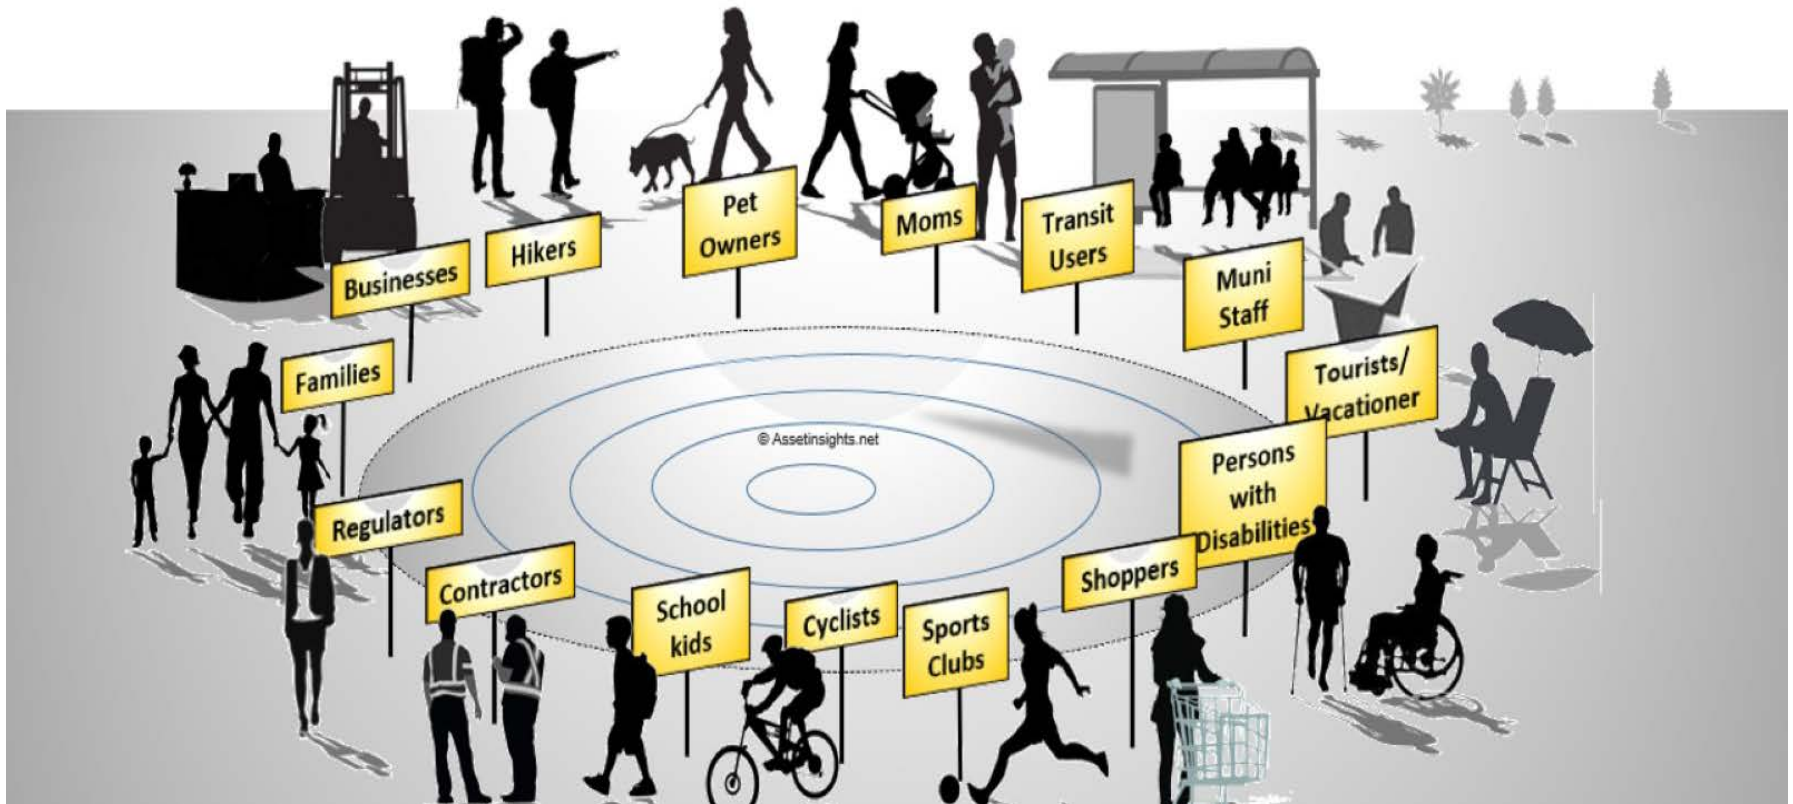 Pet
Owners
Moms
Transit
Users
Hikers
Businesses
Muni
Staff
Families
Tourists/
Vacationer
© Assetinsights.net
Persons
with
Disabilities
Regulators
Contractors
Shoppers
School
kids
Cyclists
Sports
Clubs